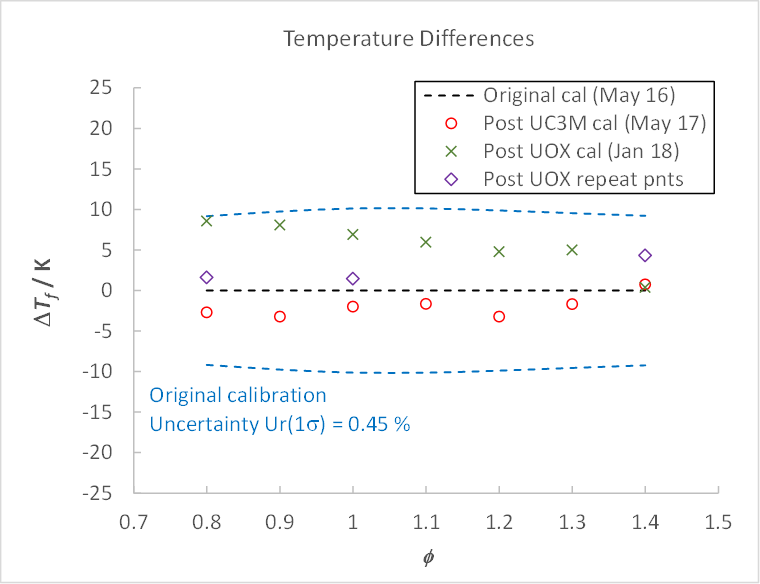 Temperature Differences
Original cal (May 16)
Post UC3M cal (May 17)
Post UOX cal (Jan 18)
Post UOX repeat pnts
25
20
15
10
5
0
-5
-10
-15
-20
-25
ΔTf / K
Original calibration
Uncertainty Ur(1σ) = 0.45 %
0.7 0.8 0.9 1 1.1 1.2 1.3 1.4 1.5
ϕ